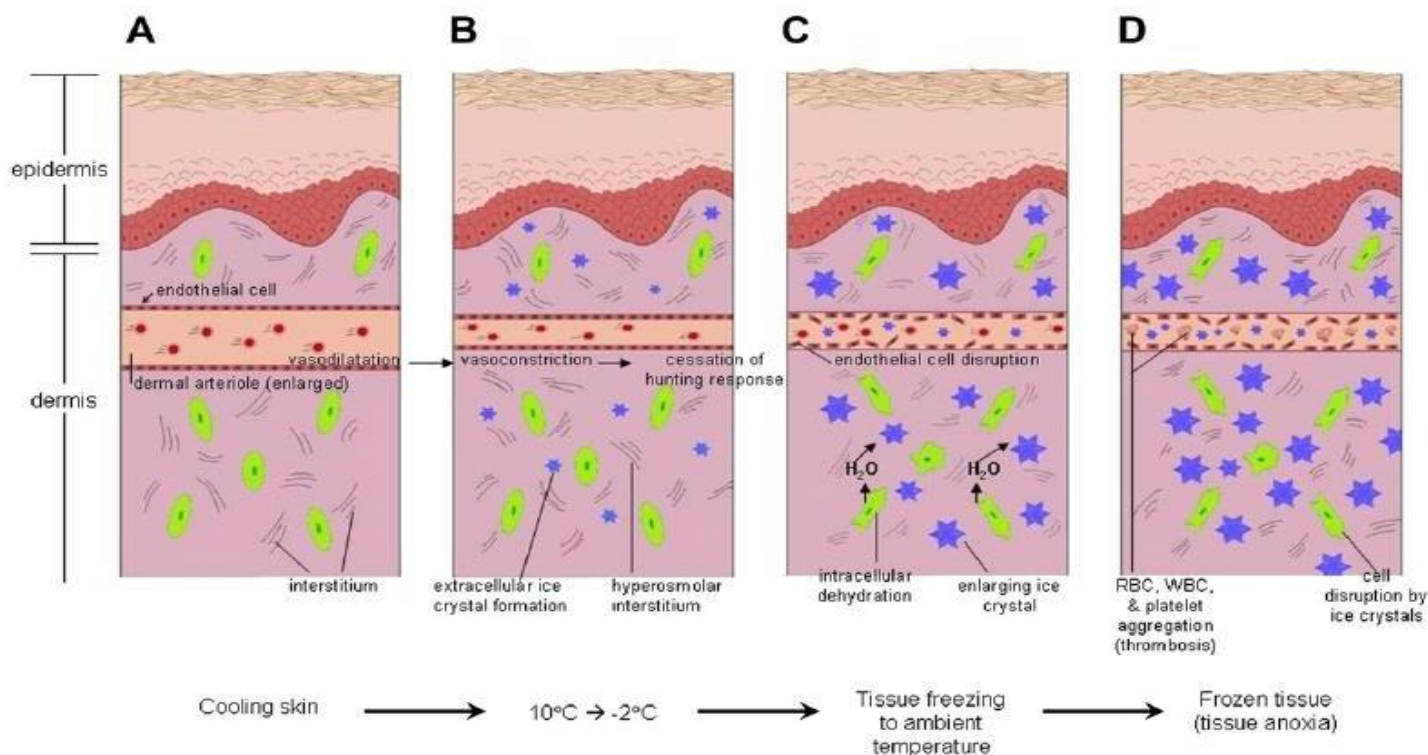 A
B
C
D
epidermis
dermis
endothelial cell
vasodilatation
dermal arteriole (enlarged)
interstitium
vasoconstriction
cessation of
hunting response
extracellular ice
crystal formation
hyperosmolar
interstitium
endothelial cell disruption
H₂O
H₂O
intracellular
dehydration
enlarging ice
crystal
RBC, WBC,
& platelet
aggregation
(thrombosis)
cell
disruption by
ice crystals
Cooling skin
10°C → -2°C
Tissue freezing
to ambient
temperature
Frozen tissue
(tissue anoxia)